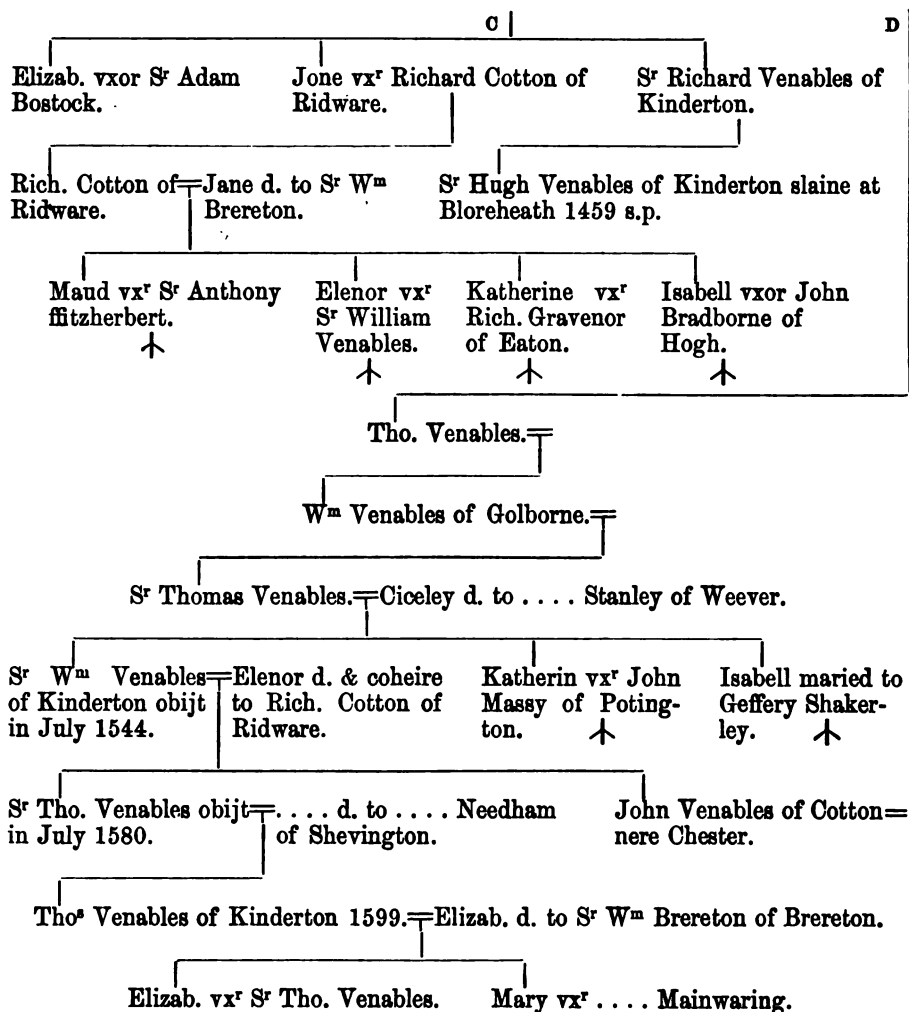 C D
Elizab. vxor Sʳ Adam Bostock.
Jone vxʳ Richard Cotton of Ridware.
Sʳ Richard Venables of Kinderton.
Rich. Cotton of Ridware.
Jane d. to Sʳ Wᵐ Brereton.
Sʳ Hugh Venables of Kinderton slaine at Bloreheath 1459 s.p.
Maud vxʳ Sʳ Anthony ffitzherbert.
Elenor vxʳ Sʳ William Venables.
Katherine vxʳ Rich. Gravenor of Eaton.
Isabell vxor John Bradborne of Hogh.
Tho. Venables.
Wᵐ Venables of Golborne.
Sʳ Thomas Venables. Ciceley d. to .... Stanley of Weever.
Sʳ Wᵐ Venables of Kinderton obijt in July 1544.
Elenor d. & coheire to Rich. Cotton of Ridware.
Katherin vxʳ John Massy of Potington.
Isabell maried to Geffery Shakerley.
Sʳ Tho. Venables obijt in July 1580.
.... d. to .... Needham of Shevington.
John Venables of Cotton nere Chester.
Thoˢ Venables of Kinderton 1599. Elizab. d. to Sʳ Wᵐ Brereton of Brereton.
Elizab. vxʳ Sʳ Tho. Venables.
Mary vxʳ .... Mainwaring.